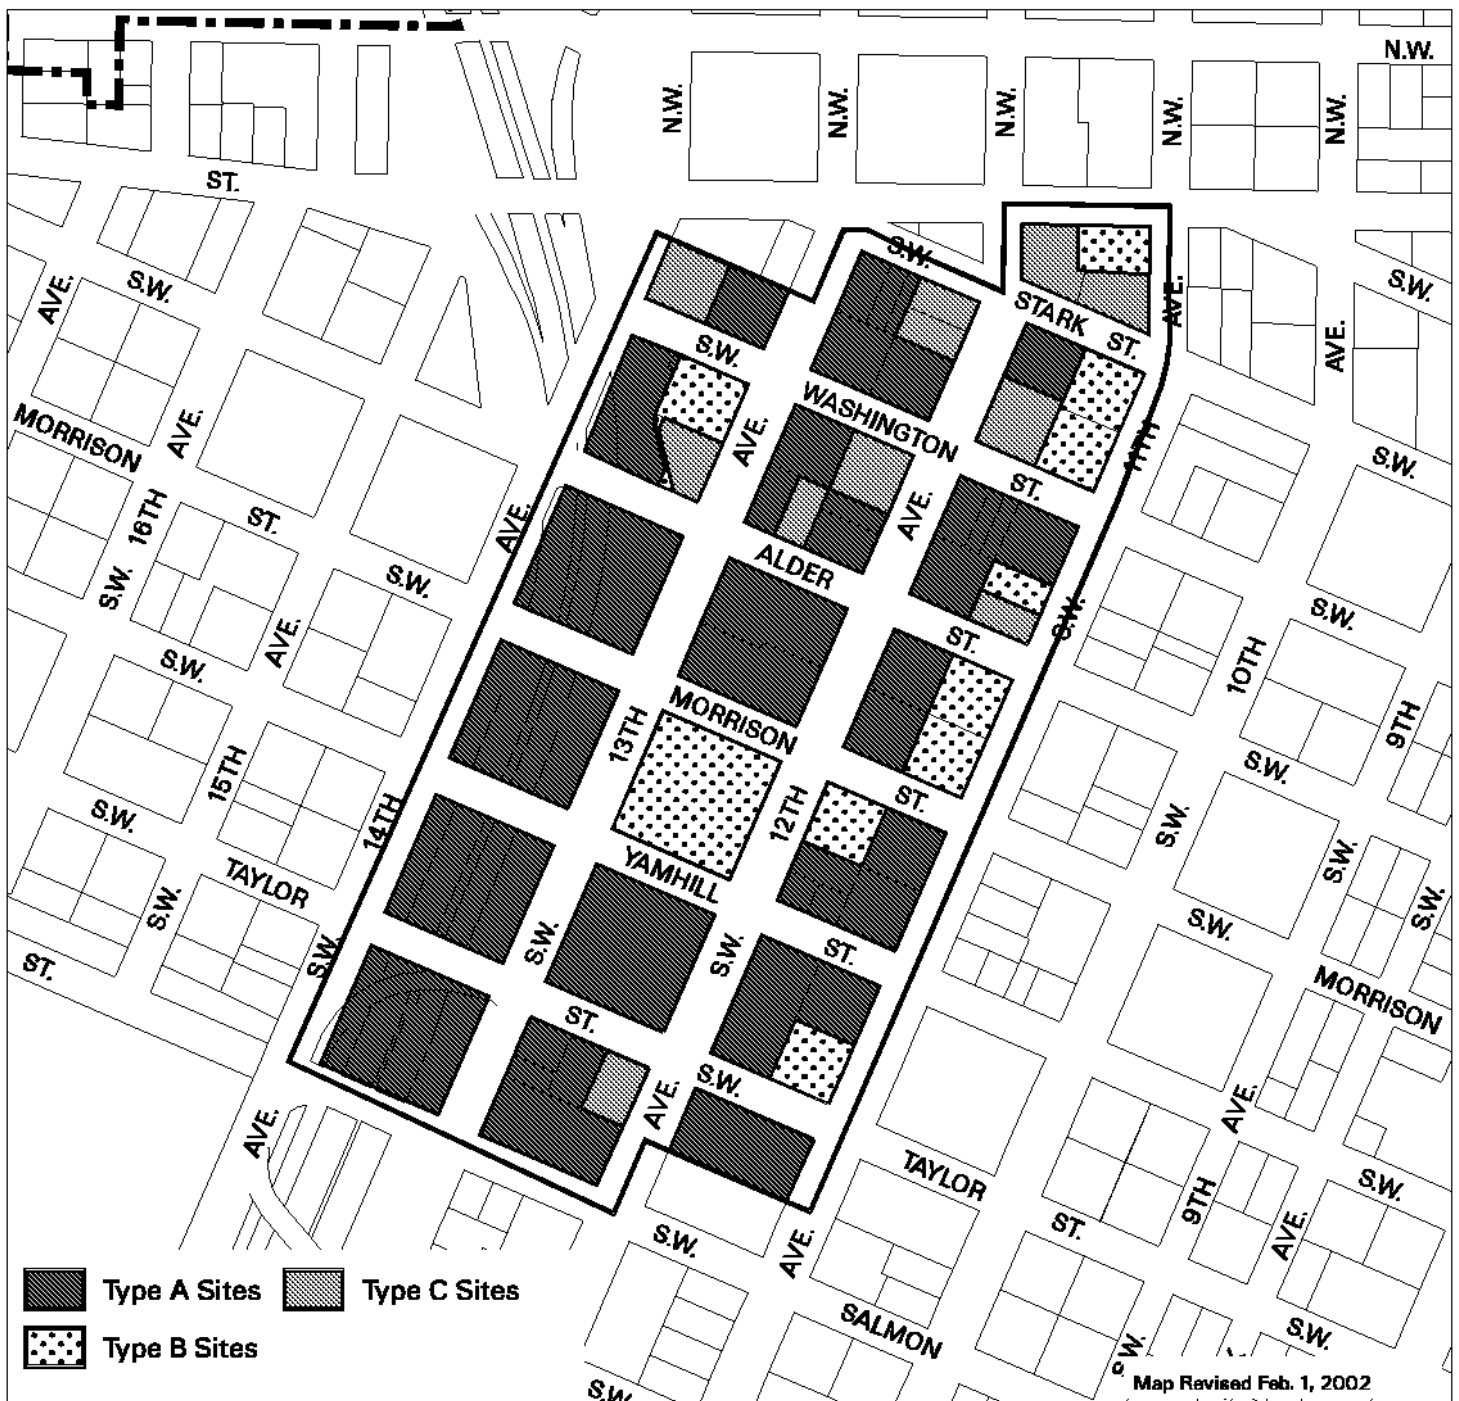 N.W.
N.W.
N.W.
N.W.
N.W.
N.W.
ST.
S.W.
AVE.
S.W.
S.W.
AVE.
STARK
ST.
AVE.
S.W.
AVE.
WASHINGTON
MORRISON
AVE.
11TH
S.W.
16TH
ST.
AVE.
AVE.
ST.
ALDER
S.W.
S.W.
S.W.
S.W.
AVE.
ST.
S.W.
10TH
MORRISON
13TH
9TH
15TH
S.W.
ST.
S.W.
14TH
12TH
S.W.
S.W.
YAMHILL
TAYLOR
S.W.
S.W.
S.W.
S.W.
S.W.
S.W.
ST.
ST.
MORRISON
ST.
S.W.
AVE.
AVE.
AVE.
TAYLOR
S.W.
9TH
ST.
AVE.
S.W.
AVE.
Type A Sites
Type C Sites
SALMON
S.W.
Type B Sites
S.W.
S.W.
Map Revised Feb. 1, 2002